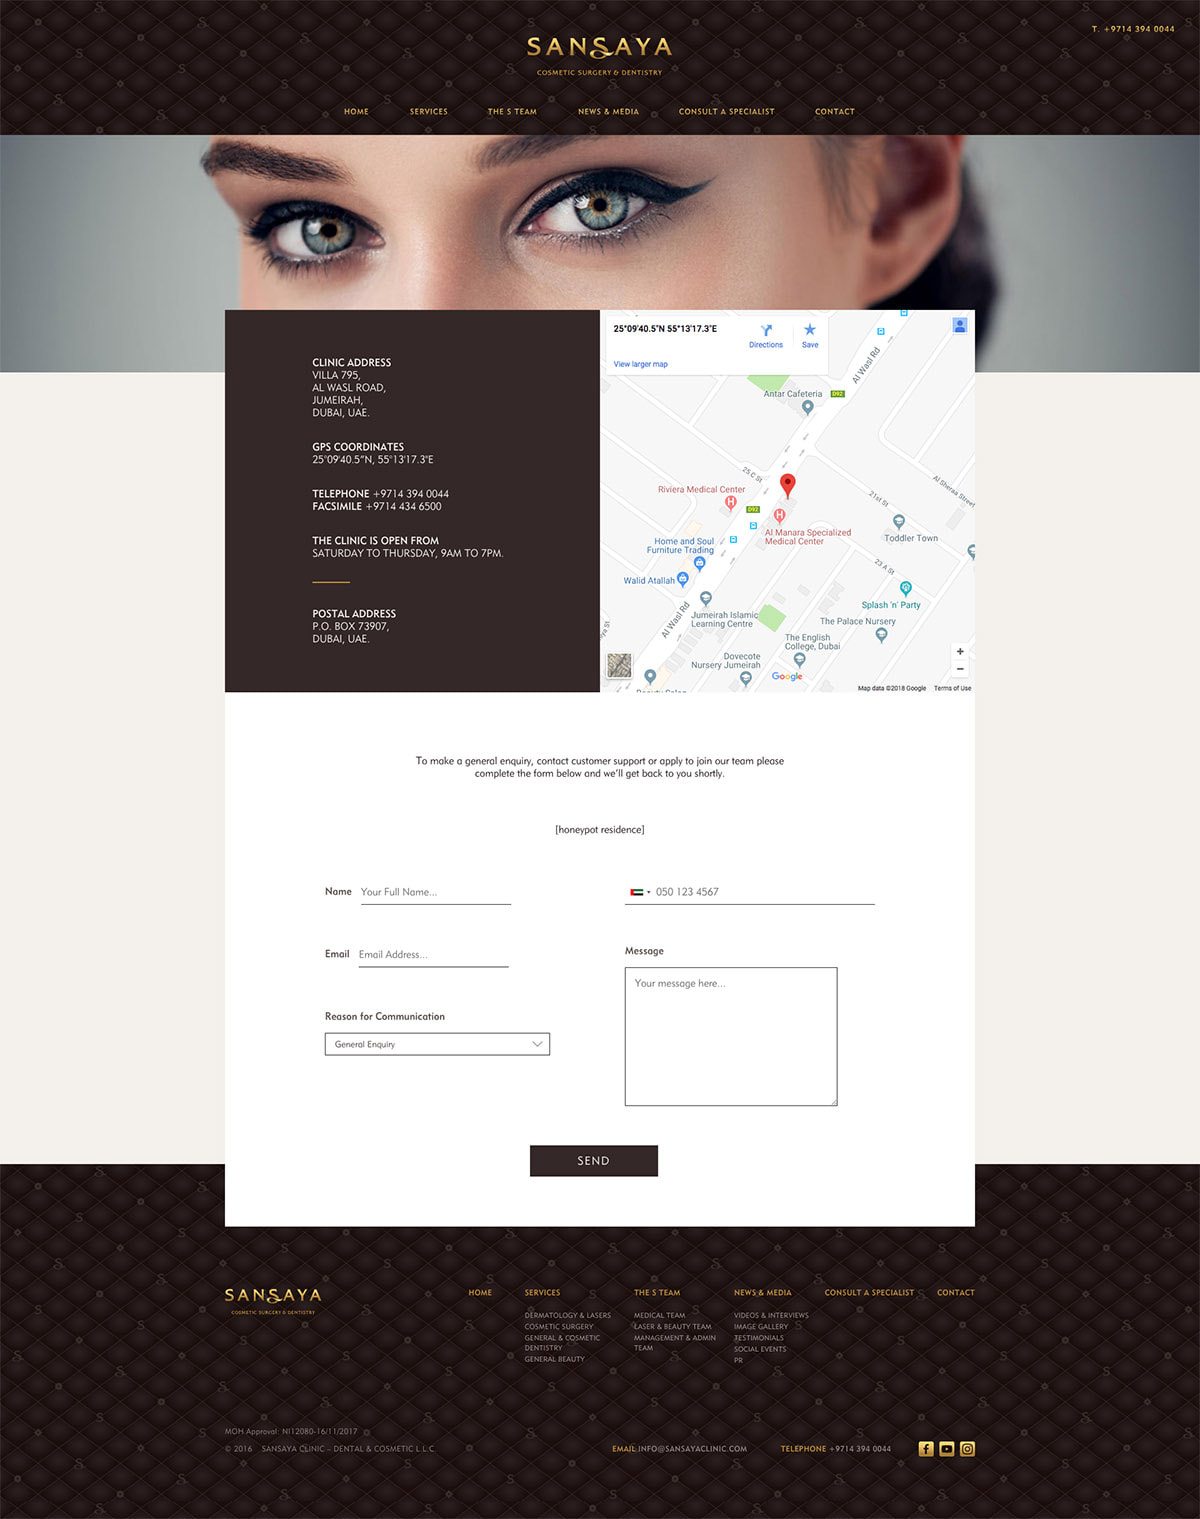 T. +9714 394 0044
SANSAYA
COSMETIC SURGERY & DENTISTRY
HOME SERVICES THE S TEAM NEWS & MEDIA CONSULT A SPECIALIST CONTACT
CLINIC ADDRESS
VILLA 795,
AL WASL ROAD,
JUMEIRAH,
DUBAI, UAE.
GPS COORDINATES
25°09'40.5"N, 55°13'17.3"E
TELEPHONE +9714 394 0044
FACSIMILE +9714 434 6500
THE CLINIC IS OPEN FROM
SATURDAY TO THURSDAY, 9AM TO 7PM.
POSTAL ADDRESS
P.O. BOX 73907,
DUBAI, UAE.
25°09'40.5"N 55°13'17.3"E
Directions
Save
View larger map
Al Wasl Rd
Antar Cafeteria
D92
25 C St
Al Sheraa Street
Riviera Medical Center
21st St
D92
Al Manara Specialized
Medical Center
Toddler Town
Home and Soul
Furniture Trading
23 A St
Walid Atallah
Splash 'n' Party
Jumeirah Islamic
Learning Centre
Al Wasl Rd
The Palace Nursery
The English
College, Dubai
Dovecote
Nursery Jumeirah
Google
Map data ©2018 Google Terms of Use
To make a general enquiry, contact customer support or apply to join our team please
complete the form below and we'll get back to you shortly.
[honeypot residence]
Name Your Full Name...
050 123 4567
Email Email Address...
Message
Your message here...
Reason for Communication
General Enquiry
SEND
SANSAYA
COSMETIC SURGERY & DENTISTRY
HOME
SERVICES
DERMATOLOGY & LASERS
COSMETIC SURGERY
GENERAL & COSMETIC
DENTISTRY
GENERAL BEAUTY
THE S TEAM
MEDICAL TEAM
LASER & BEAUTY TEAM
MANAGEMENT & ADMIN
TEAM
NEWS & MEDIA
VIDEOS & INTERVIEWS
IMAGE GALLERY
TESTIMONIALS
SOCIAL EVENTS
PR
CONSULT A SPECIALIST
CONTACT
MOH Approval: NI12080-16/11/2017
© 2016 SANSAYA CLINIC – DENTAL & COSMETIC L.L.C.
EMAIL INFO@SANSAYACLINIC.COM
TELEPHONE +9714 394 0044